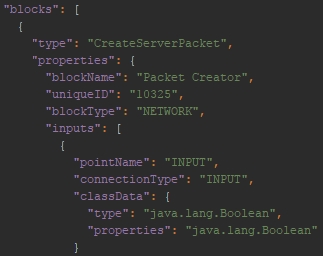 "blocks": [
{
"type": "CreateServerPacket",
"properties": {
"blockName": "Packet Creator",
"uniqueID": "10325",
"blockType": "NETWORK",
"inputs": [
{
"pointName": "INPUT",
"connectionType": "INPUT",
"classData": {
"type": "java.lang.Boolean",
"properties": "java.lang.Boolean"
}